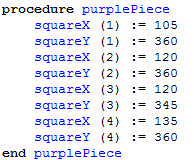 procedure purplePiece
squareX (1) := 105
squareY (1) := 360
squareX (2) := 120
squareY (2) := 360
squareX (3) := 120
squareY (3) := 345
squareX (4) := 135
squareY (4) := 360
end purplePiece